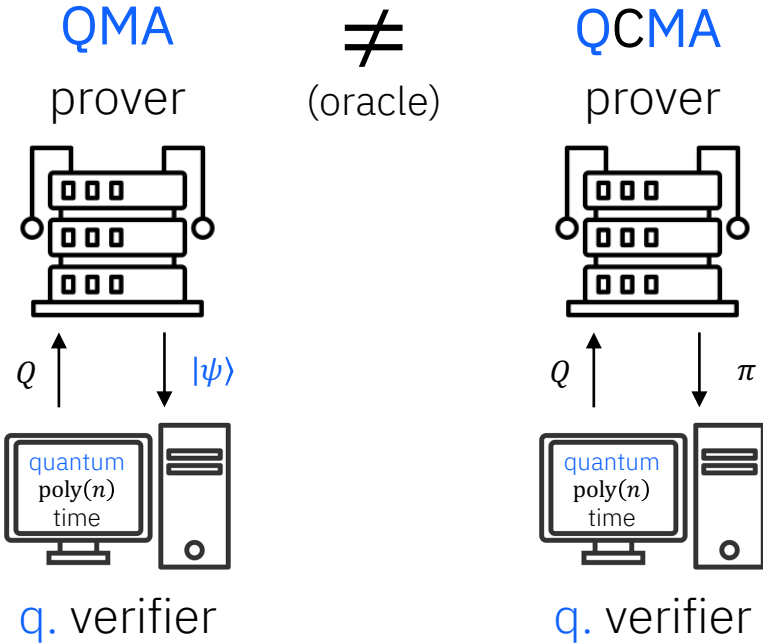 QMA
≠
(oracle)
QCMA
prover
prover
Q
|ψ⟩
Q
π
quantum
poly(n)
time
quantum
poly(n)
time
q. verifier
q. verifier